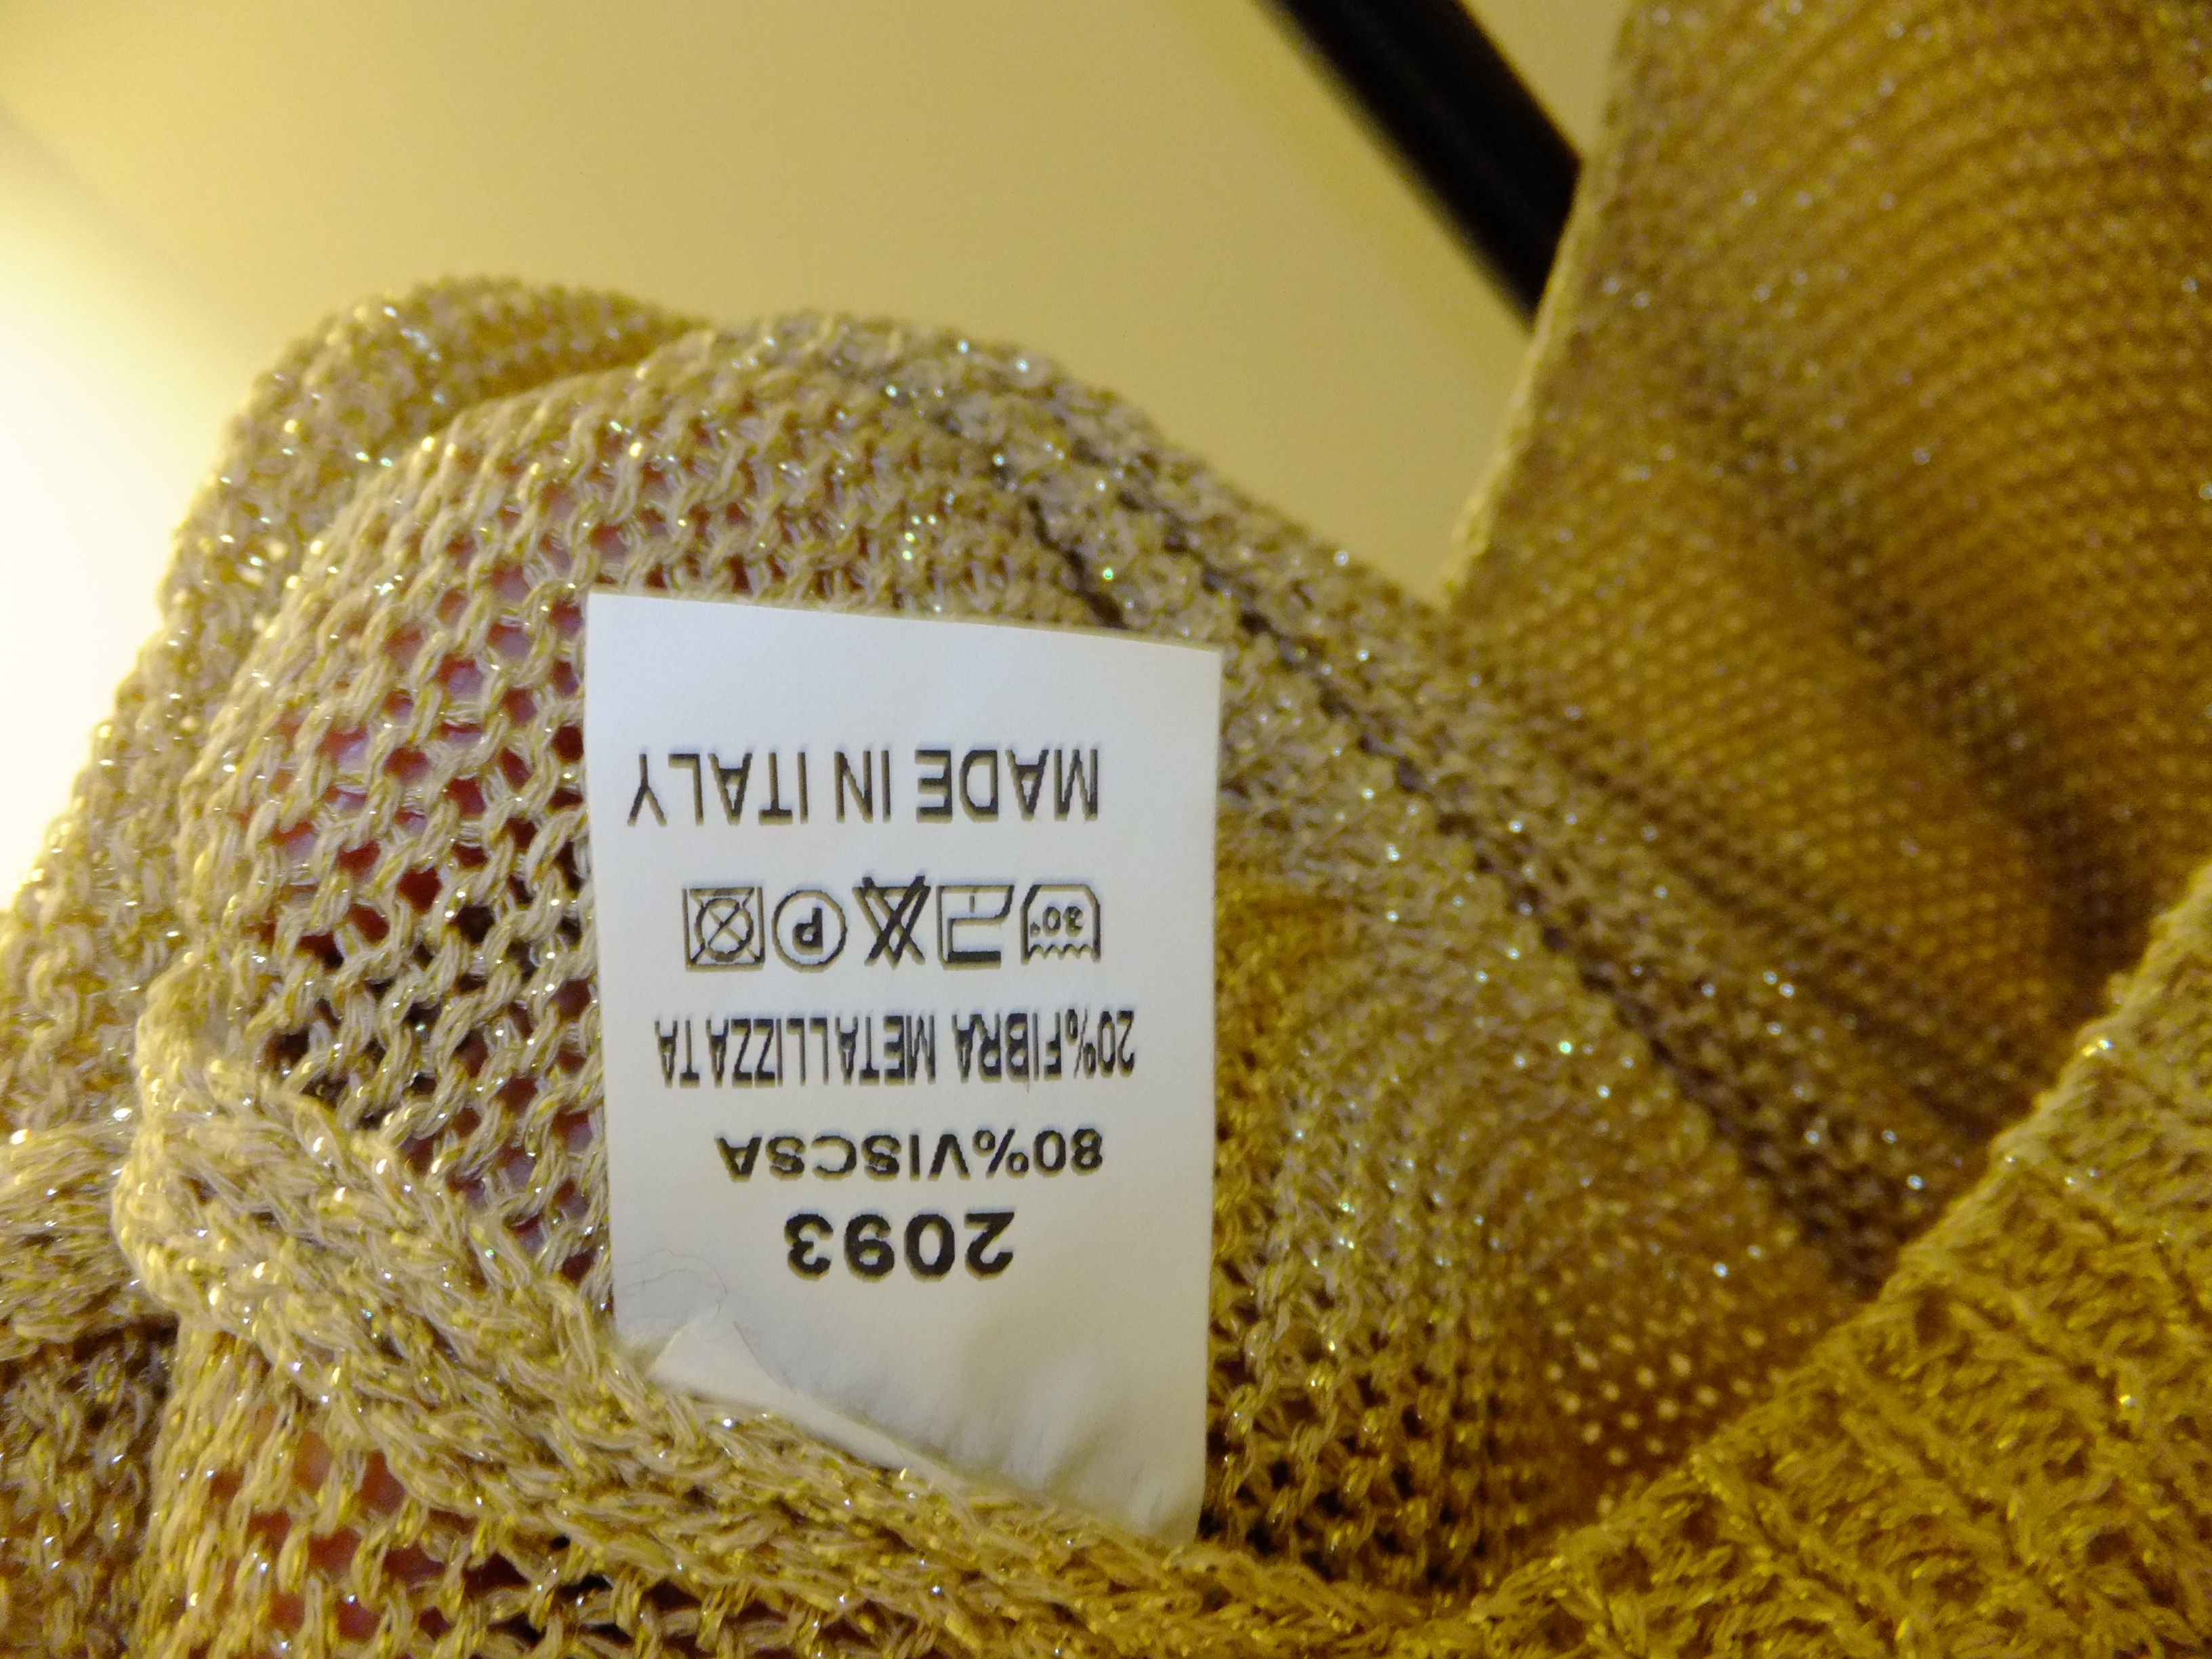 2093
80%VISCSA
20%FIBRA METALLIZZATA
30° P
MADE IN ITALY